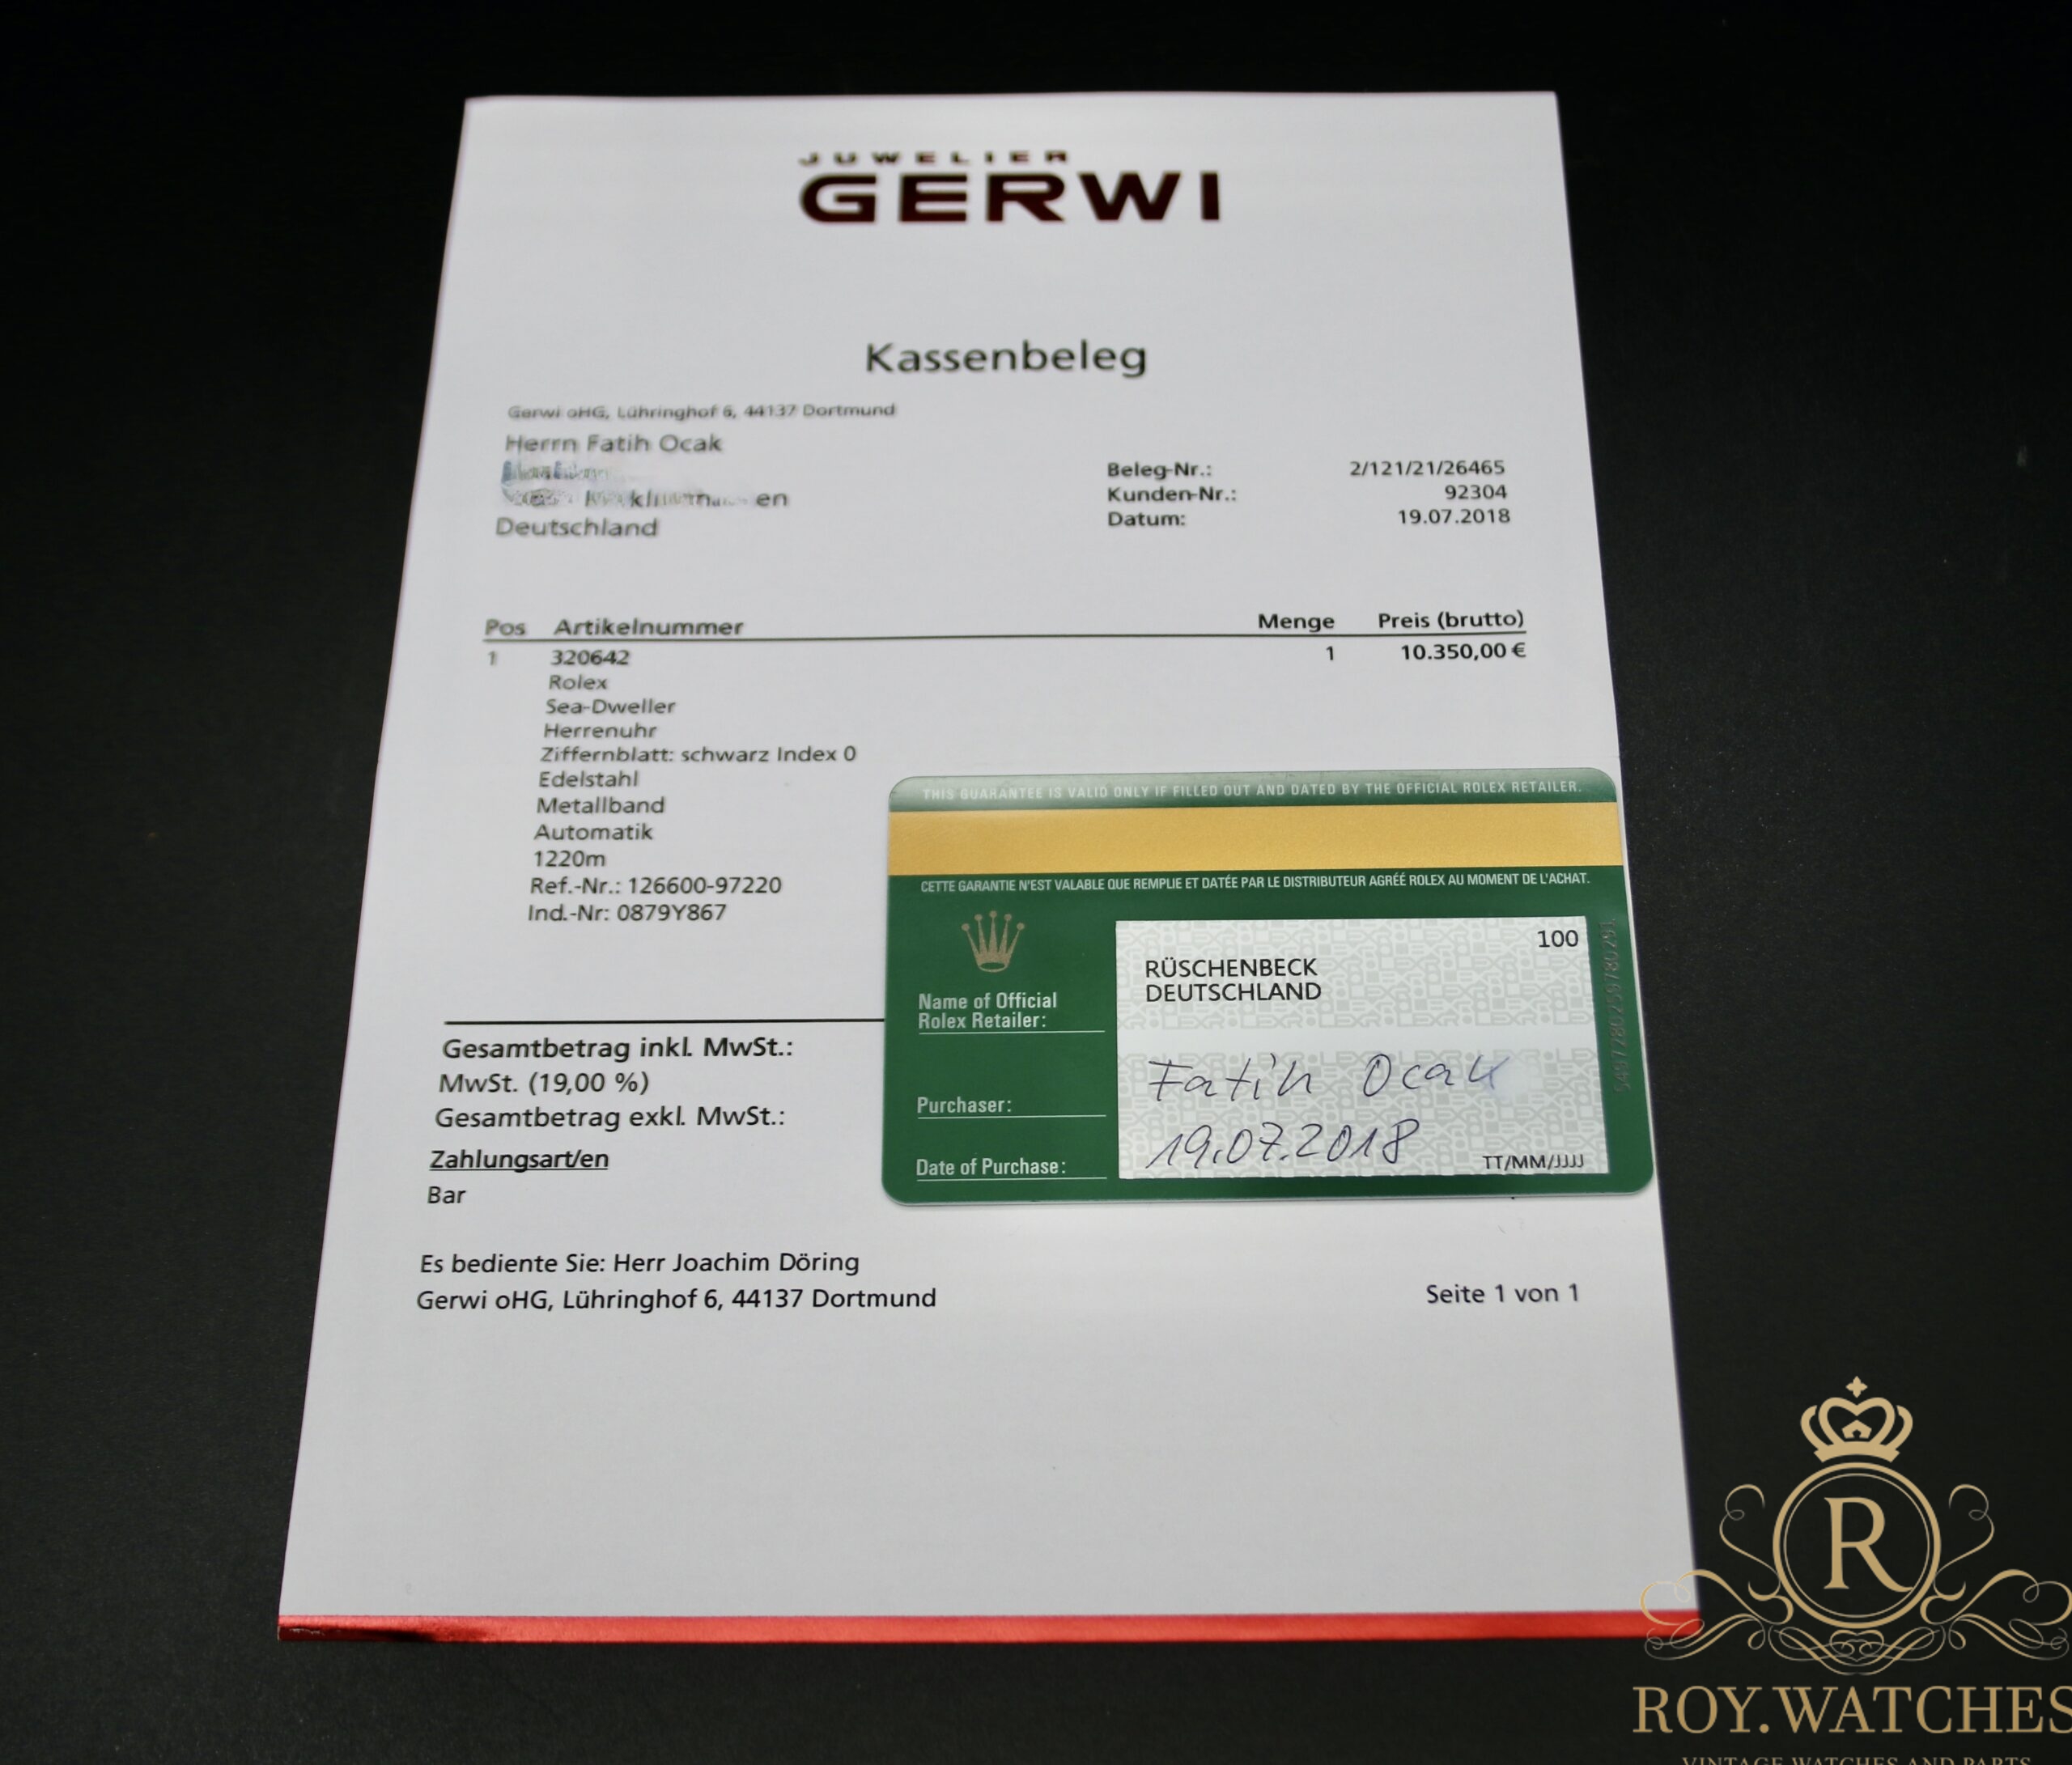 JUWELIER
GERWI
Kassenbeleg
Gerwi oHG, Lühringhof 6, 44137 Dortmund
Herrn Fatih Ocak
en
Deutschland
Beleg-Nr.: 2/121/21/26465
Kunden-Nr.: 92304
Datum: 19.07.2018
Pos Artikelnummer Menge Preis (brutto)
1 320642 1 10.350,00 €
Rolex
Sea-Dweller
Herrenuhr
Ziffernblatt: schwarz Index 0
Edelstahl
Metallband
Automatik
1220m
Ref.-Nr.: 126600-97220
Ind.-Nr: 0879Y867
Gesamtbetrag inkl. MwSt.:
MwSt. (19,00 %)
Gesamtbetrag exkl. MwSt.:
Zahlungsart/en
Bar
Es bediente Sie: Herr Joachim Döring
Gerwi oHG, Lühringhof 6, 44137 Dortmund
Seite 1 von 1
THIS GUARANTEE IS VALID ONLY IF FILLED OUT AND DATED BY THE OFFICIAL ROLEX RETAILER.
CETTE GARANTIE N'EST VALABLE QUE REMPLIE ET DATÉE PAR LE DISTRIBUTEUR AGRÉÉ ROLEX AU MOMENT DE L'ACHAT.
100
RÜSCHENBECK
DEUTSCHLAND
Name of Official
Rolex Retailer:
Purchaser: Fatih Ocak
Date of Purchase: 19.07.2018
TT/MM/JJJJ
R
ROY.WATCHES
VINTAGE WATCHES AND PARTS